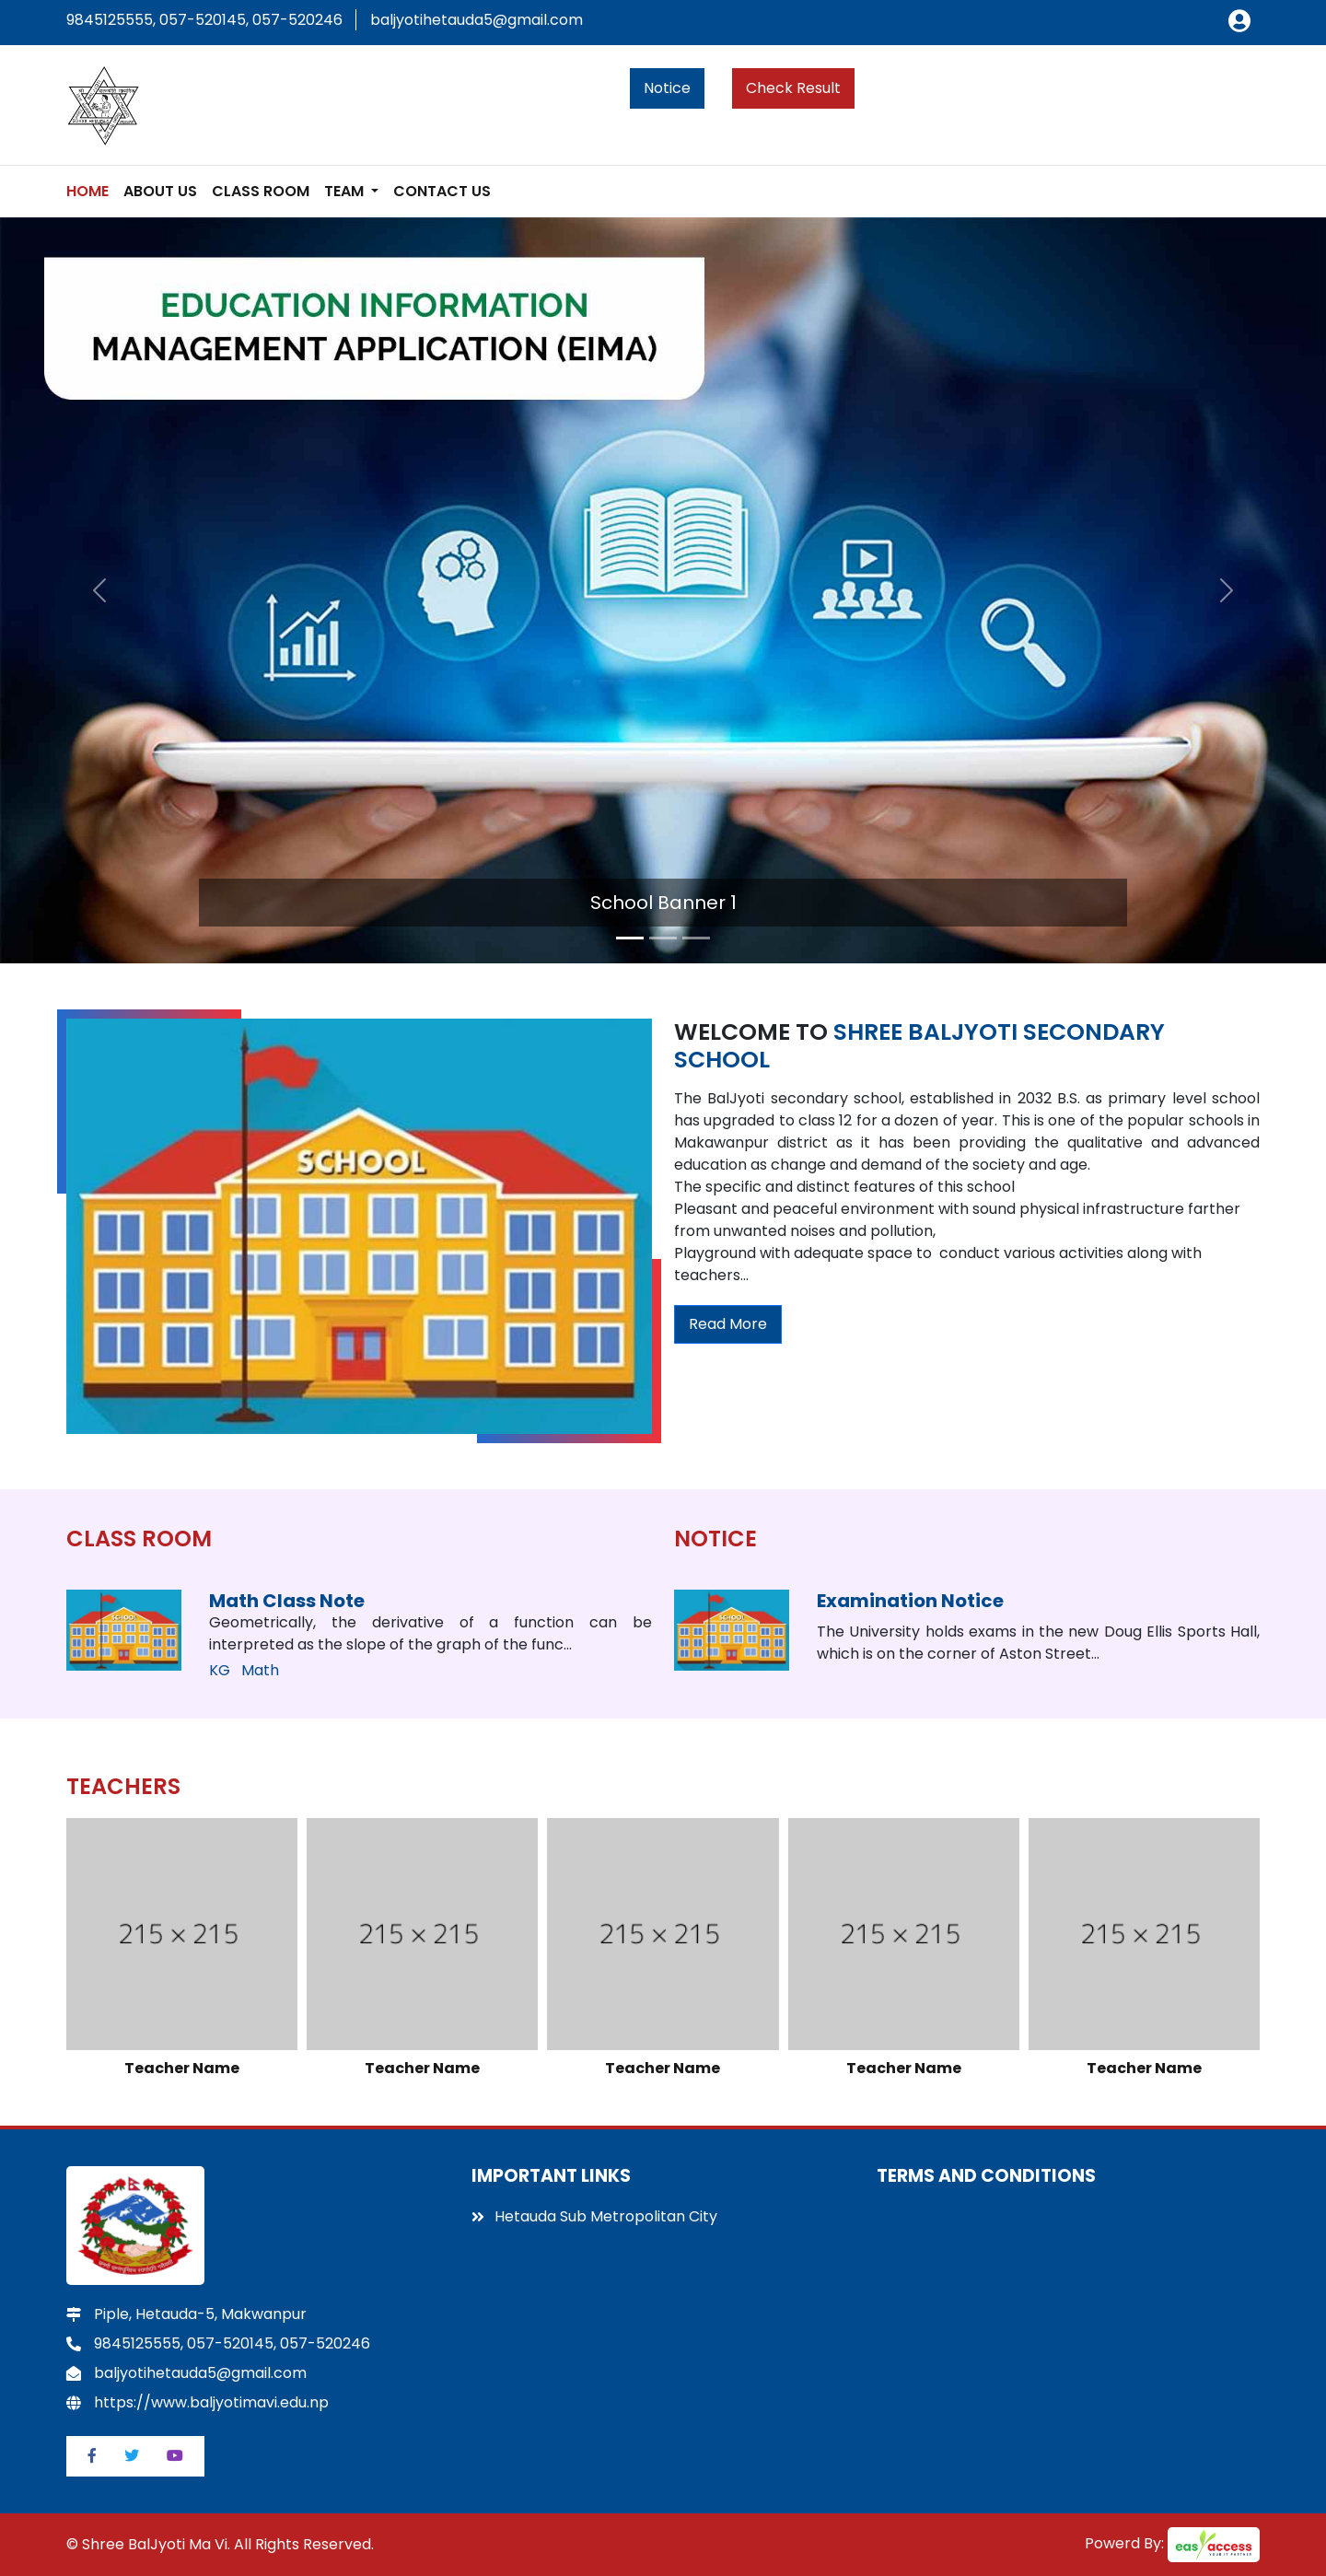 9845125555, 057-520145, 057-520246 baljyotihetauda5@gmail.com
Notice Check Result
HOME ABOUT US CLASS ROOM TEAM CONTACT US
EDUCATION INFORMATION
MANAGEMENT APPLICATION (EIMA)
School Banner 1
SCHOOL
WELCOME TO SHREE BALJYOTI SECONDARY
SCHOOL
The BalJyoti secondary school, established in 2032 B.S. as primary level school
has upgraded to class 12 for a dozen of year. This is one of the popular schools in
Makawanpur district as it has been providing the qualitative and advanced
education as change and demand of the society and age.
The specific and distinct features of this school
Pleasant and peaceful environment with sound physical infrastructure farther
from unwanted noises and pollution,
Playground with adequate space to conduct various activities along with
teachers...
Read More
CLASS ROOM
SCHOOL
Math Class Note
Geometrically, the derivative of a function can be
interpreted as the slope of the graph of the func...
KG Math
NOTICE
SCHOOL
Examination Notice
The University holds exams in the new Doug Ellis Sports Hall,
which is on the corner of Aston Street...
TEACHERS
215 × 215 215 × 215 215 × 215 215 × 215 215 × 215
Teacher Name Teacher Name Teacher Name Teacher Name Teacher Name
Piple, Hetauda-5, Makwanpur
9845125555, 057-520145, 057-520246
baljyotihetauda5@gmail.com
https://www.baljyotimavi.edu.np
IMPORTANT LINKS
Hetauda Sub Metropolitan City
TERMS AND CONDITIONS
© Shree BalJyoti Ma Vi. All Rights Reserved.
Powerd By: easy access
YOUR IT PARTNER